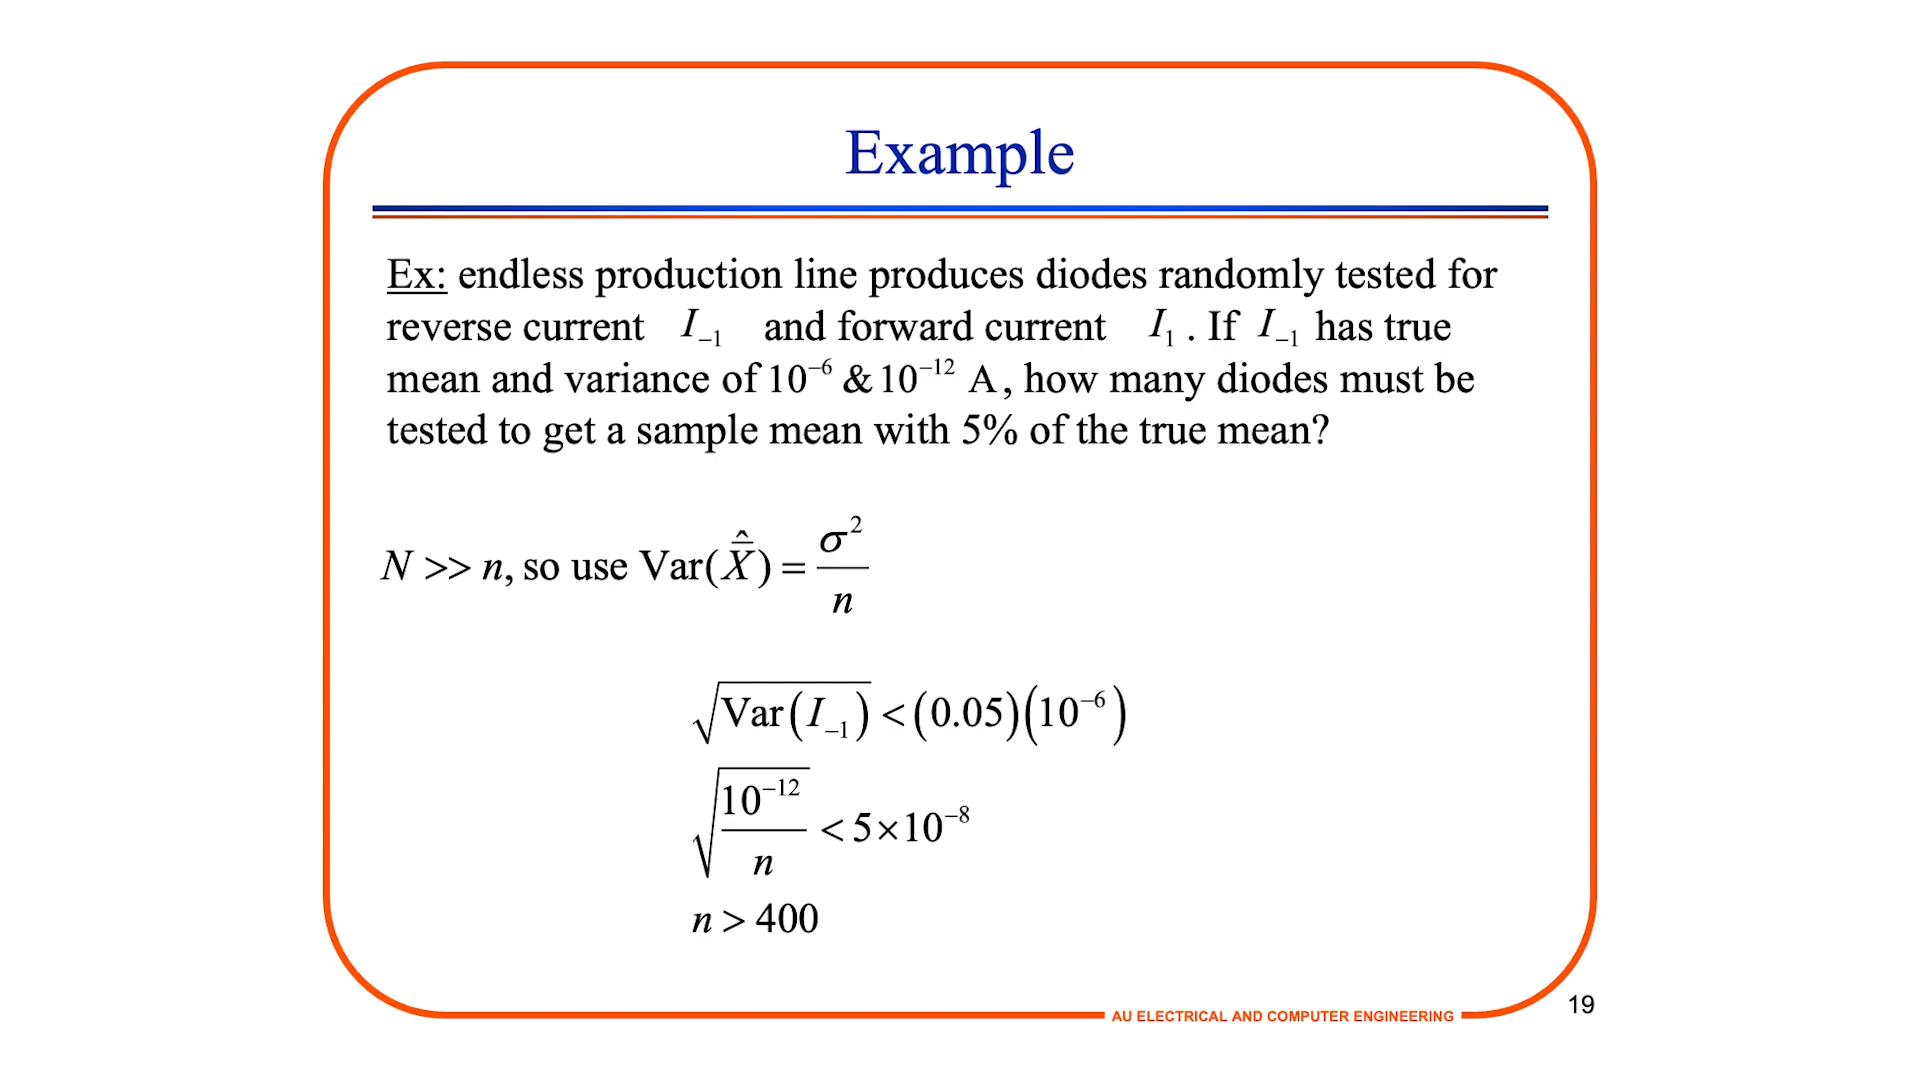 Example
Ex: endless production line produces diodes randomly tested for
reverse current I₋₁ and forward current I₁. If I₋₁ has true
mean and variance of 10⁻⁶ & 10⁻¹² A, how many diodes must be
tested to get a sample mean with 5% of the true mean?
N >> n, so use Var(X̄̂) = σ²/n
√Var(I₋₁) < (0.05)(10⁻⁶)
√(10⁻¹²/n) < 5×10⁻⁸
n > 400
AU ELECTRICAL AND COMPUTER ENGINEERING
19